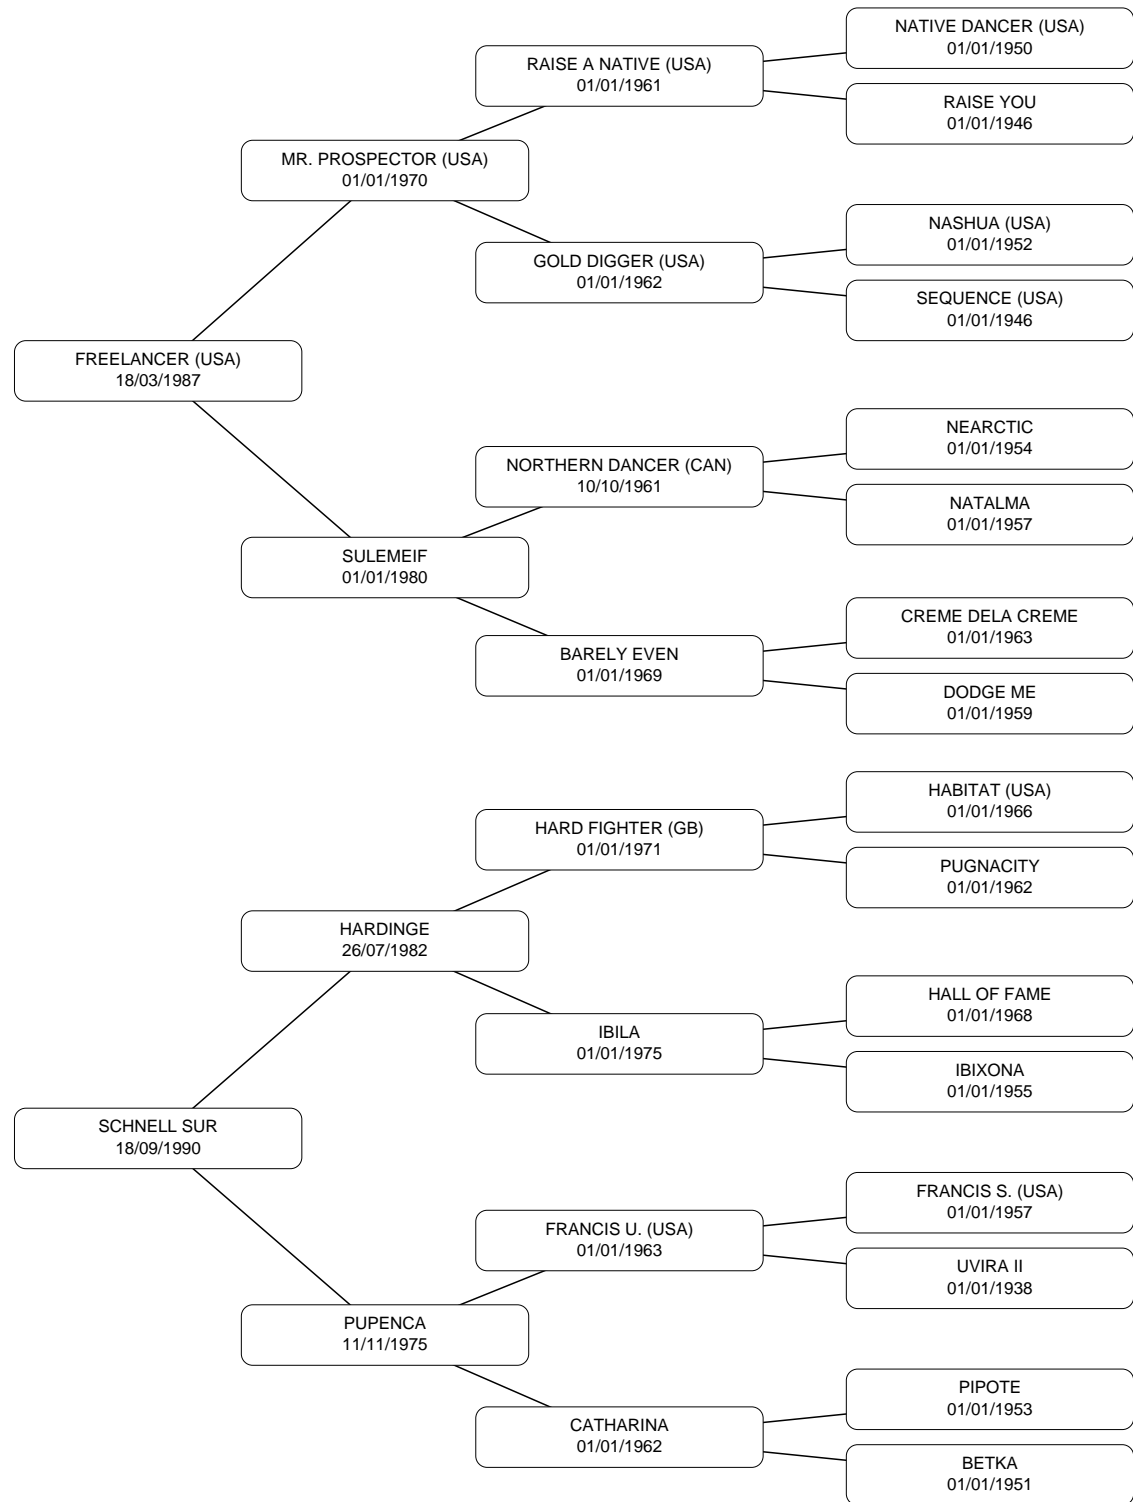 NATIVE DANCER (USA)
01/01/1950
RAISE A NATIVE (USA)
01/01/1961
RAISE YOU
01/01/1946
MR. PROSPECTOR (USA)
01/01/1970
NASHUA (USA)
01/01/1952
GOLD DIGGER (USA)
01/01/1962
SEQUENCE (USA)
01/01/1946
FREELANCER (USA)
18/03/1987
NEARCTIC
01/01/1954
NORTHERN DANCER (CAN)
10/10/1961
NATALMA
01/01/1957
SULEMEIF
01/01/1980
CREME DELA CREME
01/01/1963
BARELY EVEN
01/01/1969
DODGE ME
01/01/1959
HABITAT (USA)
01/01/1966
HARD FIGHTER (GB)
01/01/1971
PUGNACITY
01/01/1962
HARDINGE
26/07/1982
HALL OF FAME
01/01/1968
IBILA
01/01/1975
IBIXONA
01/01/1955
SCHNELL SUR
18/09/1990
FRANCIS S. (USA)
01/01/1957
FRANCIS U. (USA)
01/01/1963
UVIRA II
01/01/1938
PUPENCA
11/11/1975
PIPOTE
01/01/1953
CATHARINA
01/01/1962
BETKA
01/01/1951